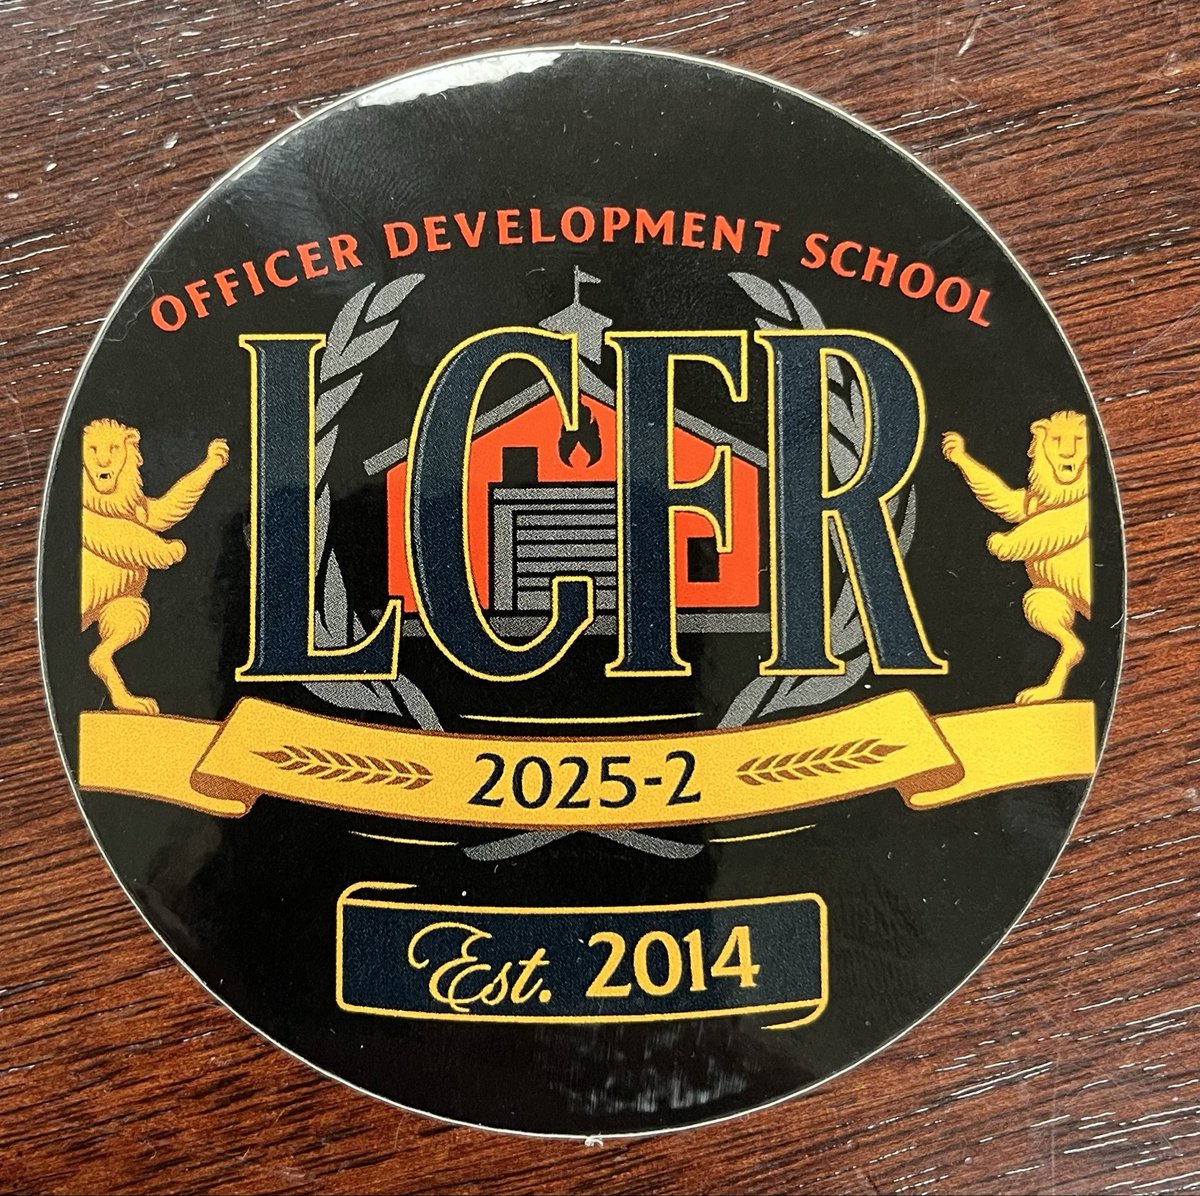 OFFICER DEVELOPMENT SCHOOL
LCFR
2025-2
Est. 2014